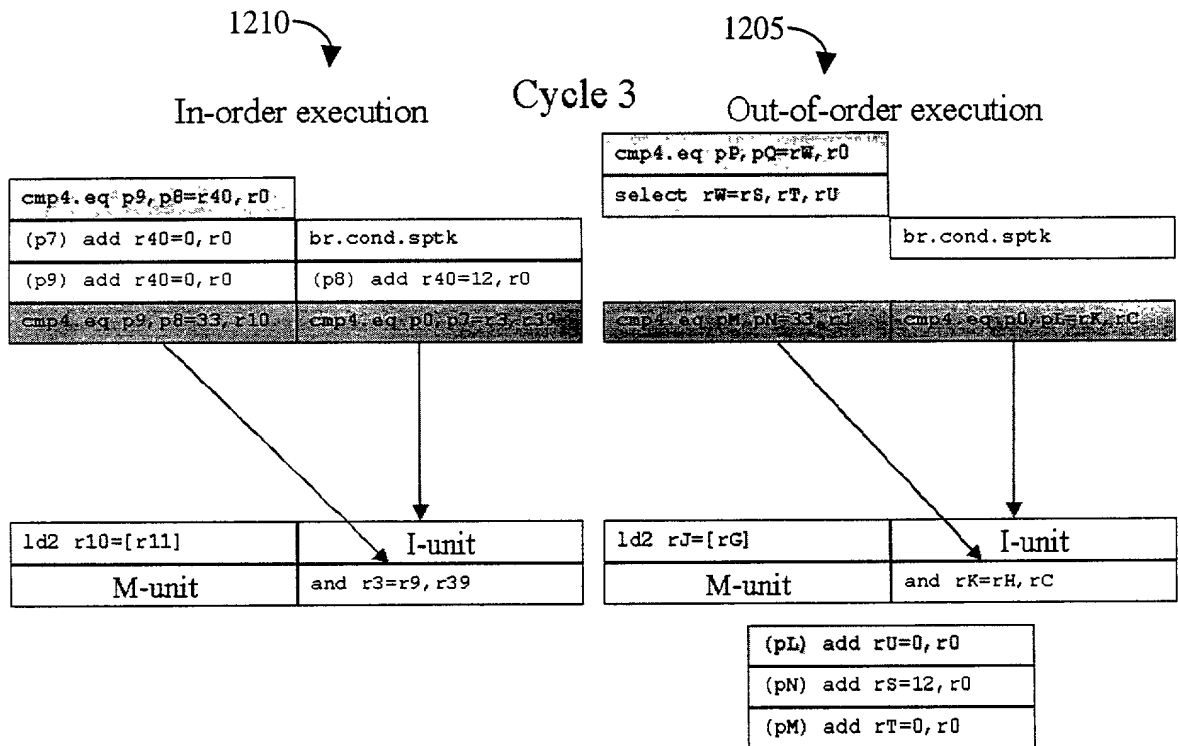 1210
1205
Cycle 3
In-order execution
Out-of-order execution
cmp4.eq p9,p8=r40,r0
(p7) add r40=0,r0
br.cond.sptk
(p9) add r40=0,r0
(p8) add r40=12,r0
cmp4.eq p9,p8=33,r10
cmp4.eq p0,p7=r3,r39
ld2 r10=[r11]
I-unit
M-unit
and r3=r9,r39
cmp4.eq pP,pQ=rW,r0
select rW=rS,rT,rU
br.cond.sptk
cmp4.eq pM,pN=33,rJ
cmp4.eq p0,pL=rK,rC
ld2 rJ=[rG]
I-unit
M-unit
and rK=rH,rC
(pL) add rU=0,r0
(pN) add rS=12,r0
(pM) add rT=0,r0